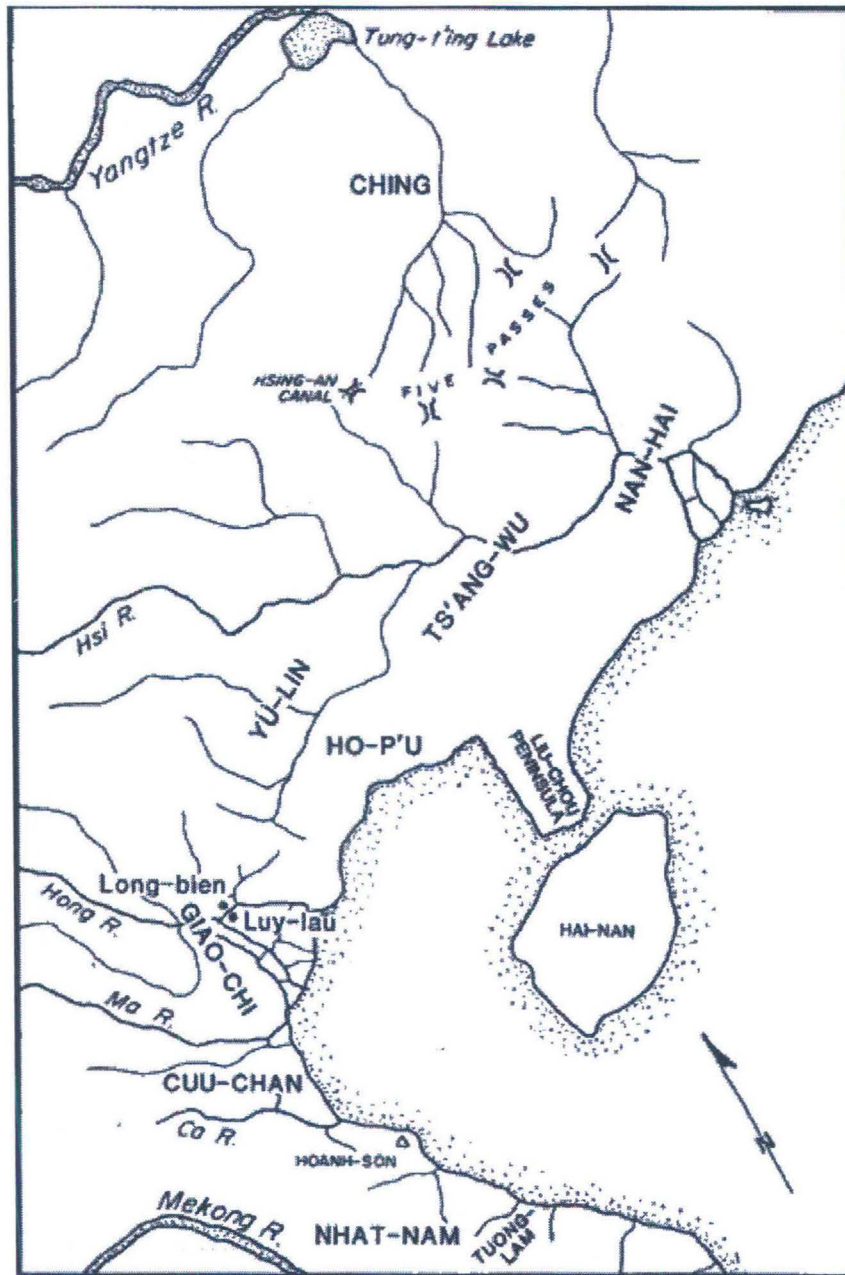 Tung-t'ing Lake
Yangtze R.
CHING
FIVE PASSES
HSING-AN
CANAL
NAN-HAI
TS'ANG-WU
Hsi R.
YU-LIN
HO-P'U
LIU-CHOU
PENINSULA
Long-bien
Luy-lau
Hong R.
GIAO-CHI
HAI-NAN
Ma R.
CUU-CHAN
Ca R.
HOANH-SON
N
Mekong R.
NHAT-NAM
TUONG-
LAM